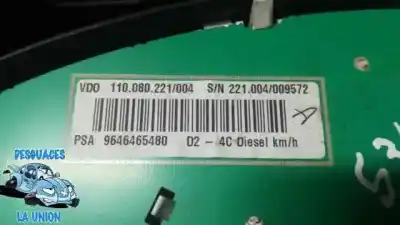 VDO 110.080.221/004 S/N 221.004/009572
A
PSA 9646465480 D2 - 4C Diesel km/h
DESGUACES
LA UNION